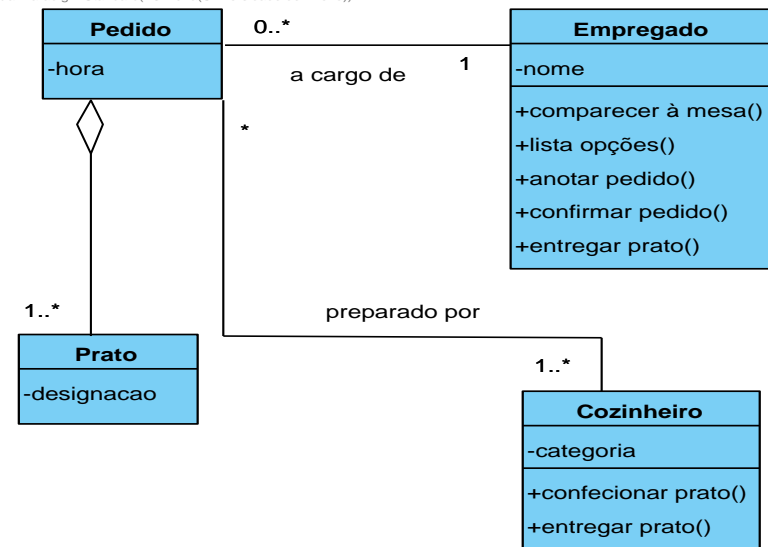 Pedido
-hora
0..*
a cargo de
1
Empregado
-nome
+comparecer à mesa()
+lista opções()
+anotar pedido()
+confirmar pedido()
+entregar prato()
*
1..*
Prato
-designacao
preparado por
1..*
Cozinheiro
-categoria
+confecionar prato()
+entregar prato()